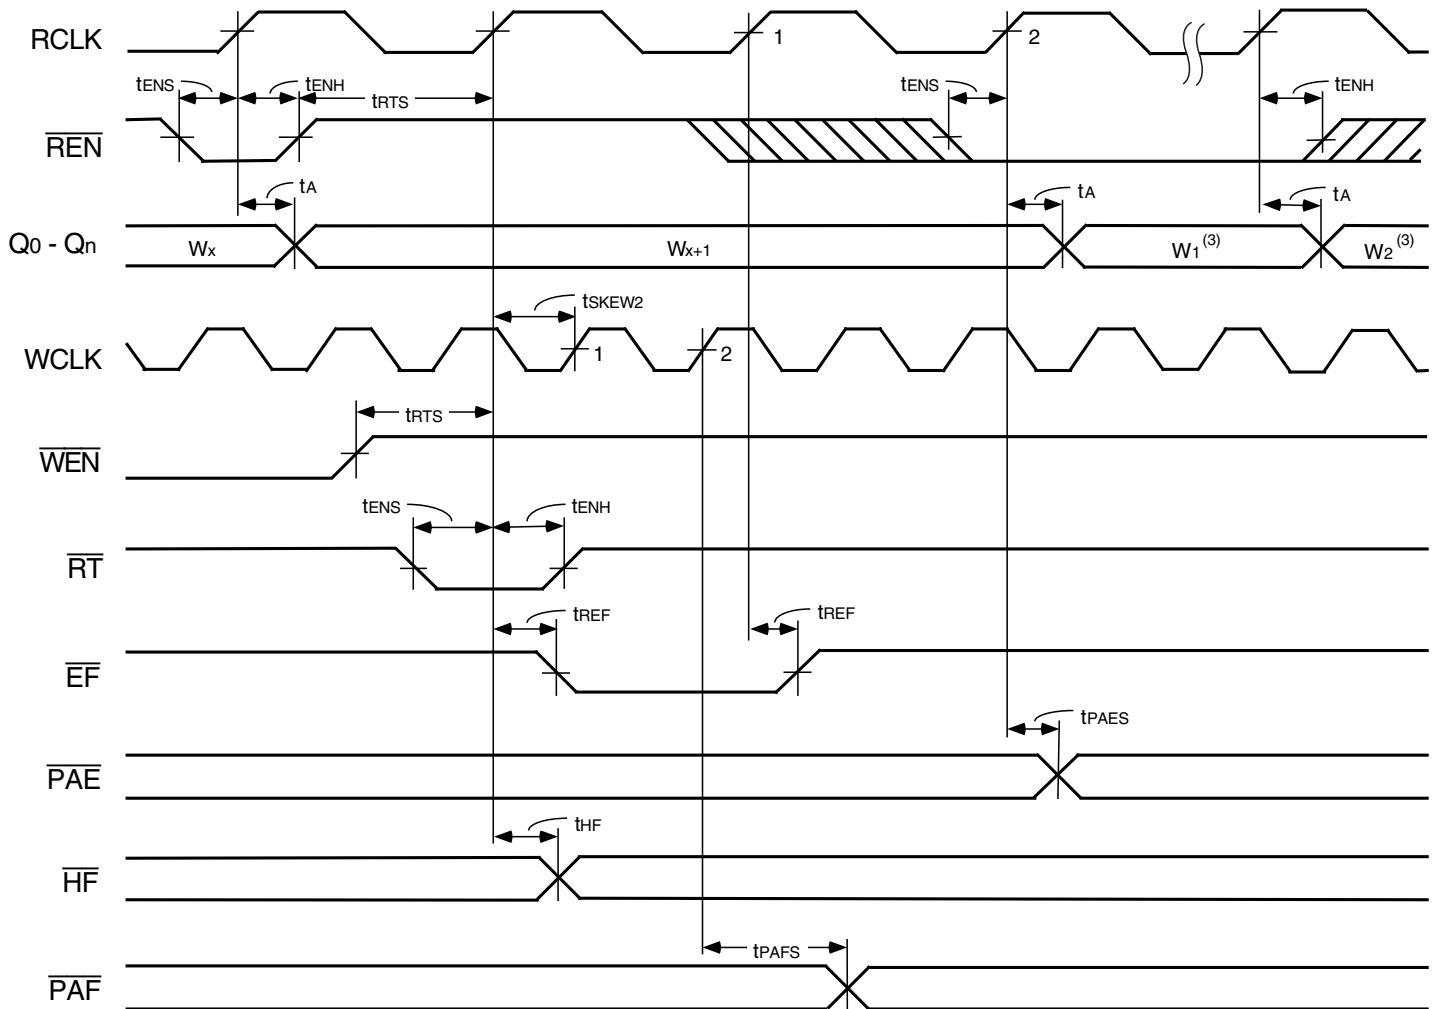 RCLK 1 2
tENS tENH tRTS tENS tENH
REN
tA tA tA
Q0 - Qn Wx Wx+1 W1(3) W2(3)
tSKEW2
WCLK 1 2
tRTS
WEN
tENS tENH
RT
tREF tREF
EF
tPAES
PAE
tHF
HF
tPAFS
PAF